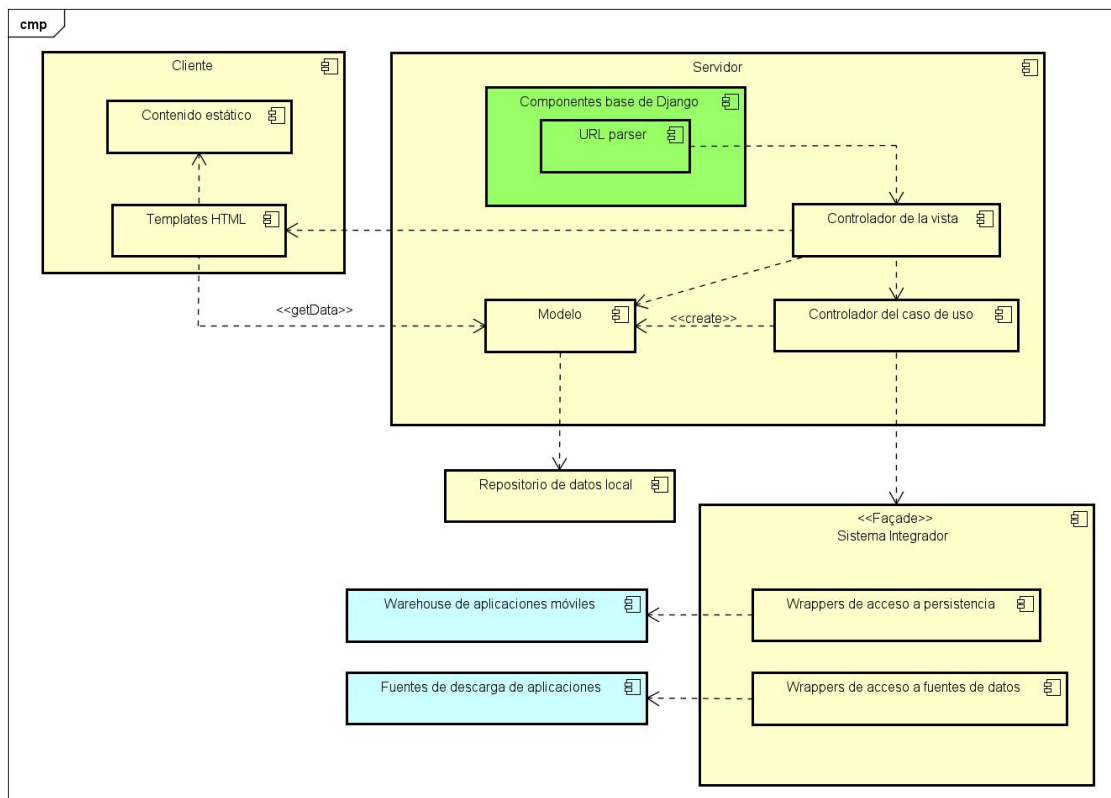 cmp
Cliente
Contenido estático
Templates HTML
Servidor
Componentes base de Django
URL parser
Controlador de la vista
<<getData>>
Modelo
<<create>>
Controlador del caso de uso
Repositorio de datos local
<<Façade>>
Sistema Integrador
Warehouse de aplicaciones móviles
Wrappers de acceso a persistencia
Fuentes de descarga de aplicaciones
Wrappers de acceso a fuentes de datos